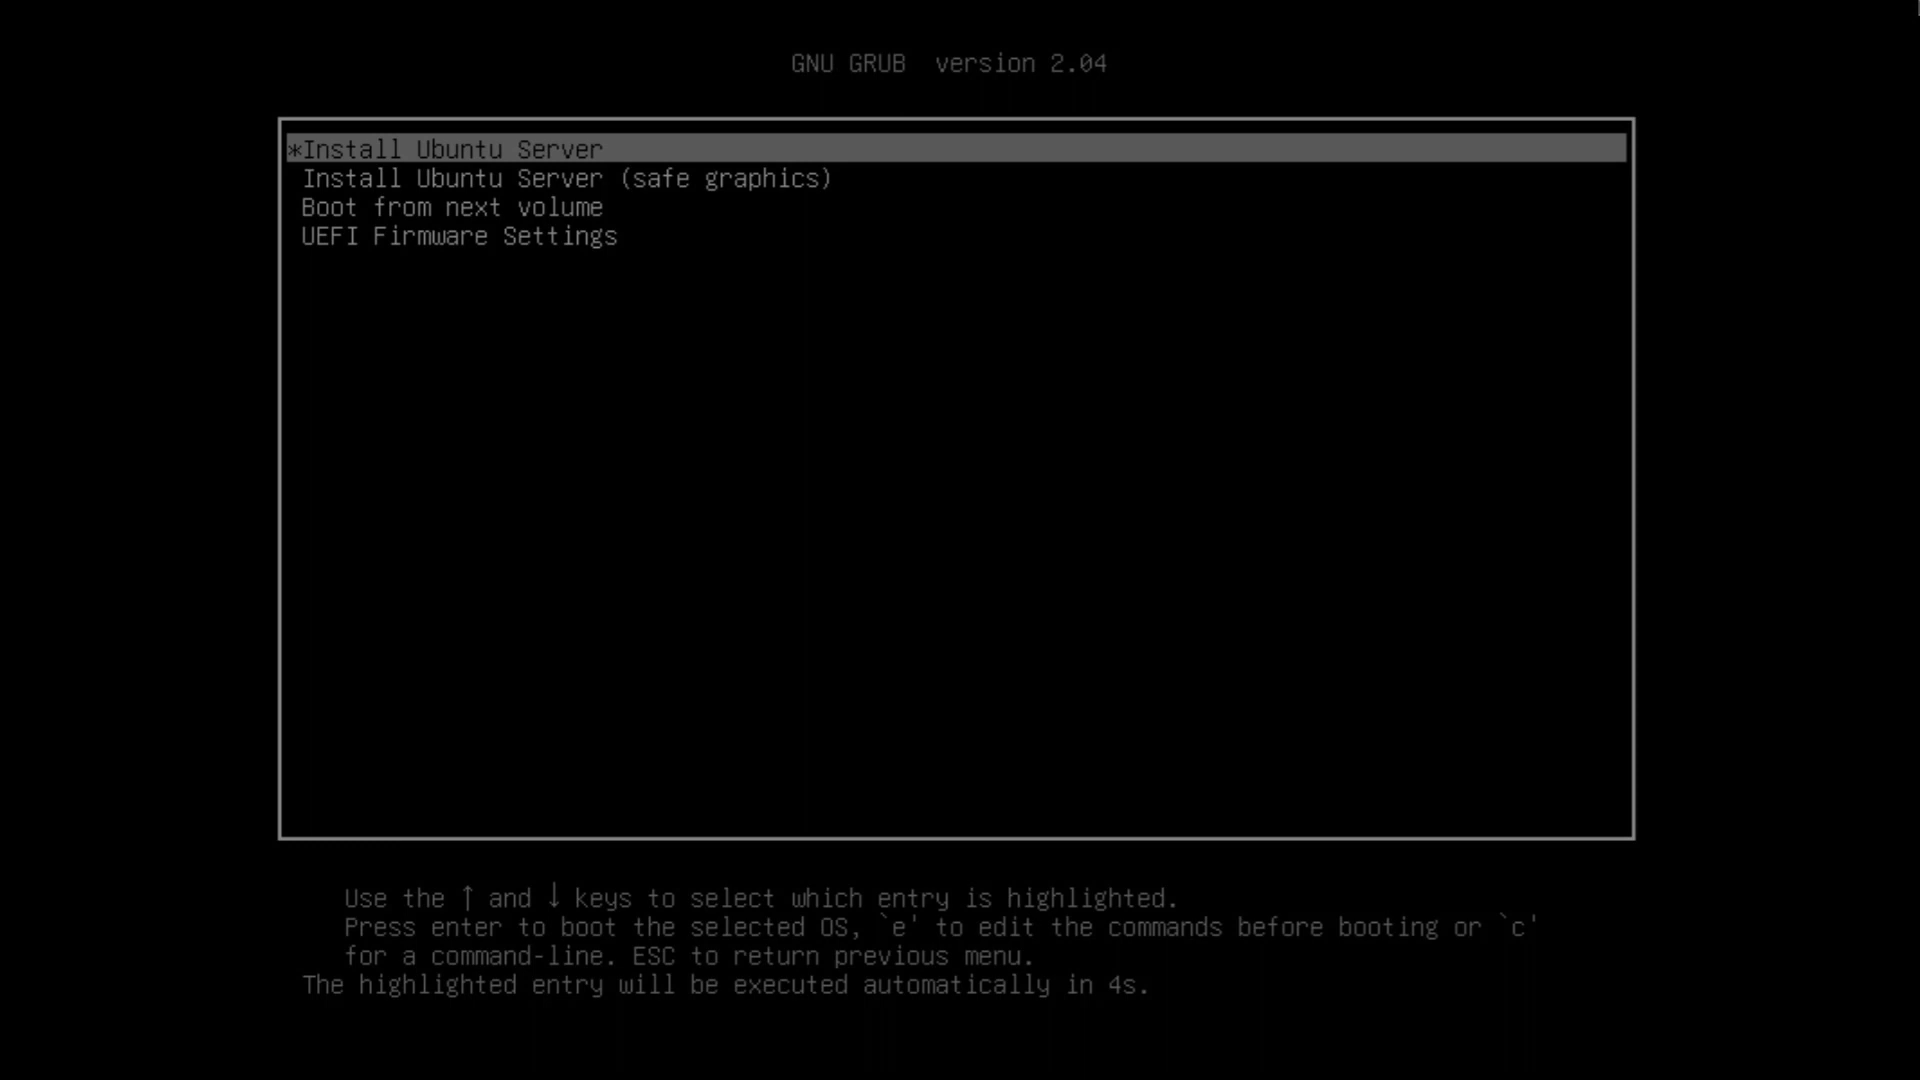 GNU GRUB  version 2.04
*Install Ubuntu Server
Install Ubuntu Server (safe graphics)
Boot from next volume
UEFI Firmware Settings
Use the ↑ and ↓ keys to select which entry is highlighted.
Press enter to boot the selected OS, `e' to edit the commands before booting or `c'
for a command-line. ESC to return previous menu.
The highlighted entry will be executed automatically in 4s.